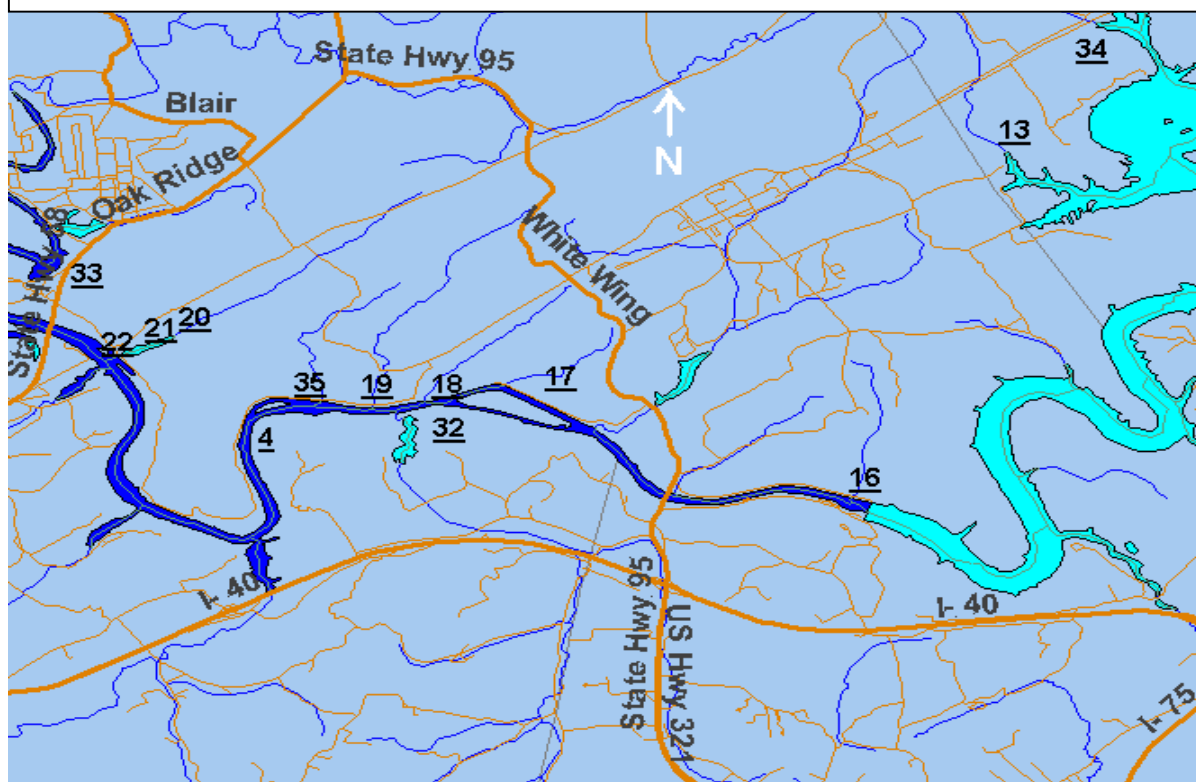 State Hwy 95
34
Blair
13
N
Oak Ridge
State Hwy 58
White Wing
33
22
21
20
35
19
18
17
32
4
16
I- 40
I- 40
State Hwy 95
US Hwy 321
I- 75